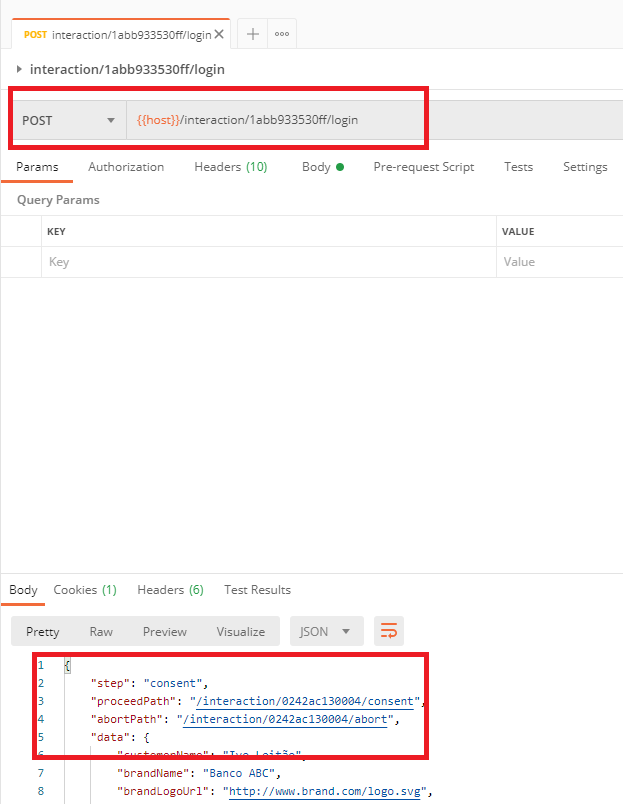 POST interaction/1abb933530ff/login
interaction/1abb933530ff/login
POST {{host}}/interaction/1abb933530ff/login
Params Authorization Headers (10) Body Pre-request Script Tests Settings
Query Params
KEY VALUE
Key Value
Body Cookies (1) Headers (6) Test Results
Pretty Raw Preview Visualize JSON
1 {
2 "step": "consent",
3 "proceedPath": "/interaction/0242ac130004/consent",
4 "abortPath": "/interaction/0242ac130004/abort",
5 "data": {
6 "customerName": "Ivo Leitão",
7 "brandName": "Banco ABC",
8 "brandLogoUrl": "http://www.brand.com/logo.svg",